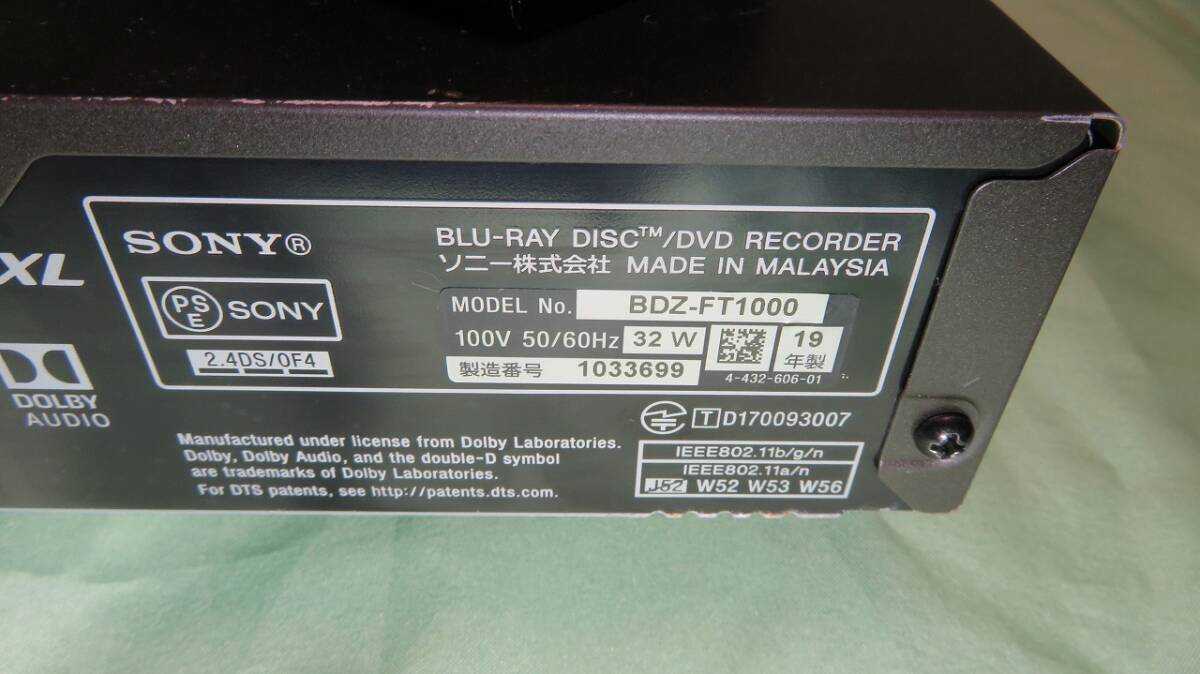 XL
SONY®
BLU-RAY DISC™/DVD RECORDER
ソニー株式会社 MADE IN MALAYSIA
PSE SONY
MODEL No. BDZ-FT1000
100V 50/60Hz 32 W
19
年製
2.4DS/OF4
製造番号 1033699
4-432-606-01
DOLBY
AUDIO
T D170093007
Manufactured under license from Dolby Laboratories.
Dolby, Dolby Audio, and the double-D symbol
are trademarks of Dolby Laboratories.
For DTS patents, see http://patents.dts.com.
IEEE802.11b/g/n
IEEE802.11a/n
J52 W52 W53 W56